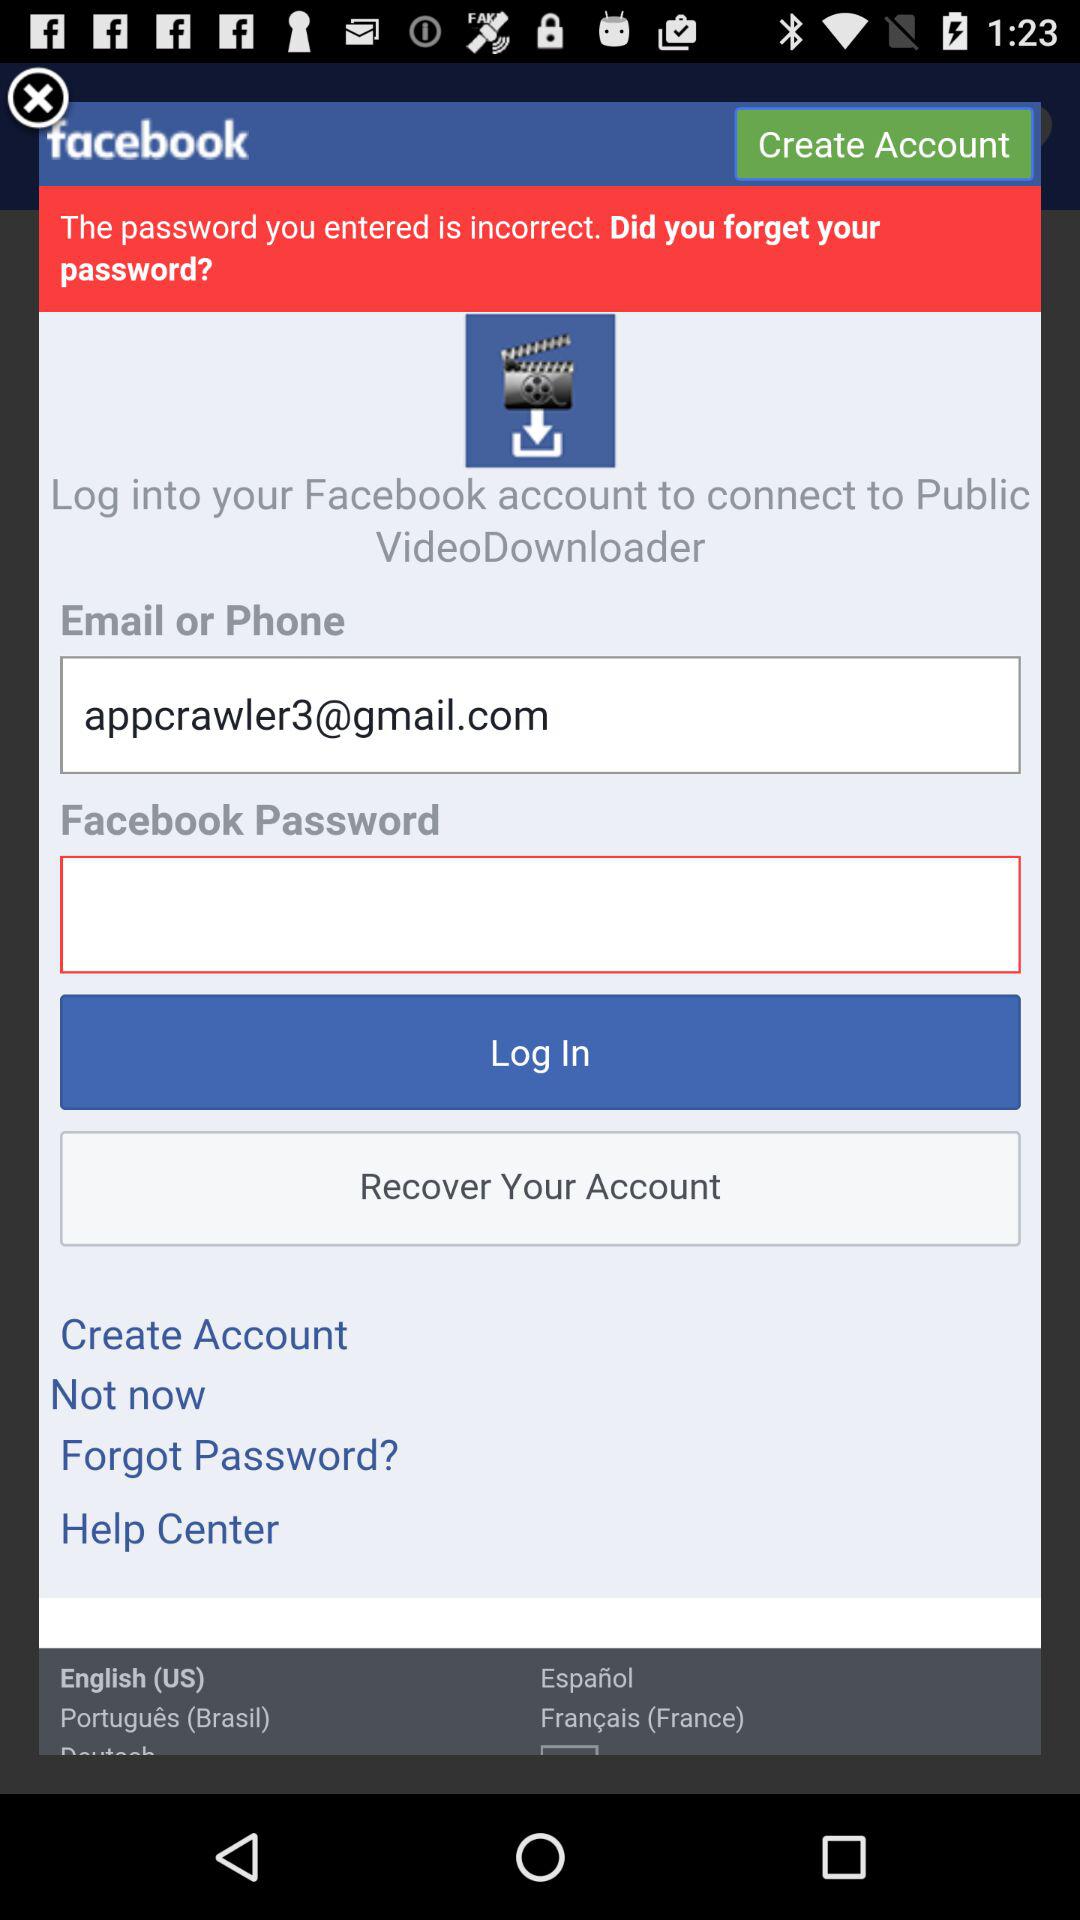 FAKE
1:23
facebook
Create Account
The password you entered is incorrect. Did you forget your
password?
Log into your Facebook account to connect to Public
VideoDownloader
Email or Phone
appcrawler3@gmail.com
Facebook Password
Log In
Recover Your Account
Create Account
Not now
Forgot Password?
Help Center
English (US)
Español
Português (Brasil)
Français (France)
Deutsch